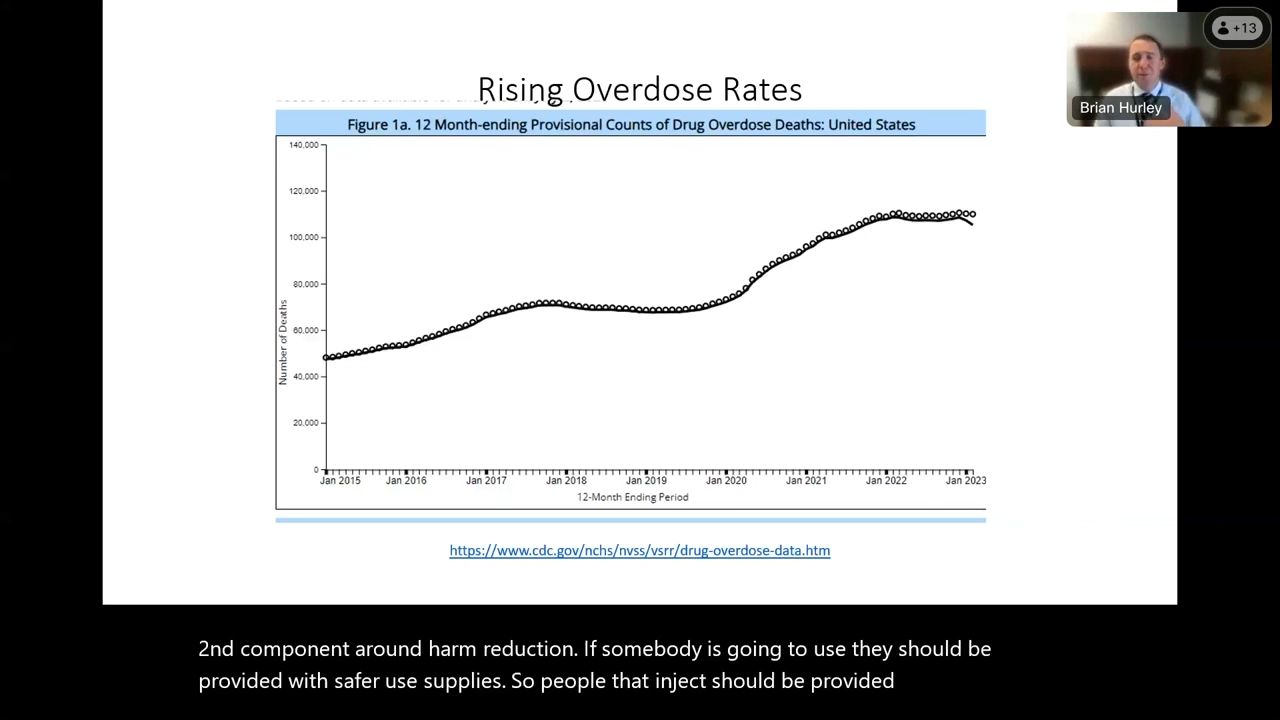 +13
Brian Hurley
Rising Overdose Rates
Figure 1a. 12 Month-ending Provisional Counts of Drug Overdose Deaths: United States
140,000
120,000
100,000
80,000
60,000
40,000
20,000
0
Number of Deaths
Jan 2015 Jan 2016 Jan 2017 Jan 2018 Jan 2019 Jan 2020 Jan 2021 Jan 2022 Jan 2023
12-Month Ending Period
https://www.cdc.gov/nchs/nvss/vsrr/drug-overdose-data.htm
2nd component around harm reduction. If somebody is going to use they should be
provided with safer use supplies. So people that inject should be provided